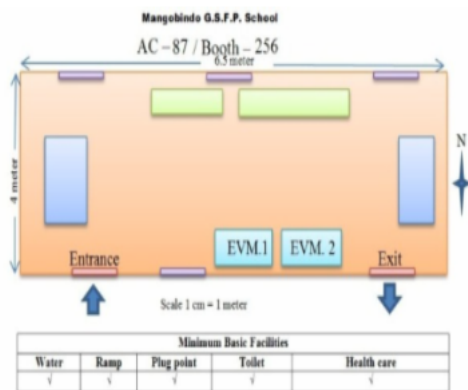 Mangobindo G.S.F.P. School
AC – 87 / Booth – 256
6.5 meter
4 meter
N
EVM.1 EVM. 2
Entrance Exit
Scale 1 cm = 1 meter
Minimum Basic Facilities
Water Ramp Plug point Toilet Health care
√ √ √ √ √